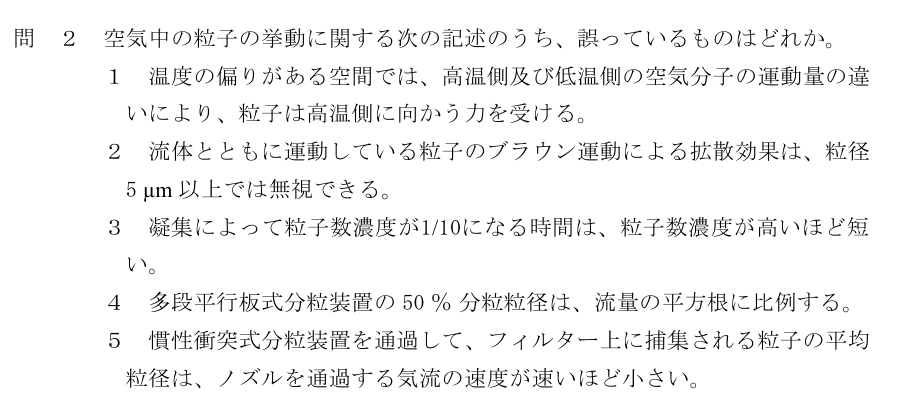 問　２　空気中の粒子の挙動に関する次の記述のうち、誤っているものはどれか。
１　温度の偏りがある空間では、高温側及び低温側の空気分子の運動量の違
いにより、粒子は高温側に向かう力を受ける。
２　流体とともに運動している粒子のブラウン運動による拡散効果は、粒径
5 μm 以上では無視できる。
３　凝集によって粒子数濃度が1/10になる時間は、粒子数濃度が高いほど短
い。
４　多段平行板式分粒装置の 50 % 分粒粒径は、流量の平方根に比例する。
５　慣性衝突式分粒装置を通過して、フィルター上に捕集される粒子の平均
粒径は、ノズルを通過する気流の速度が速いほど小さい。